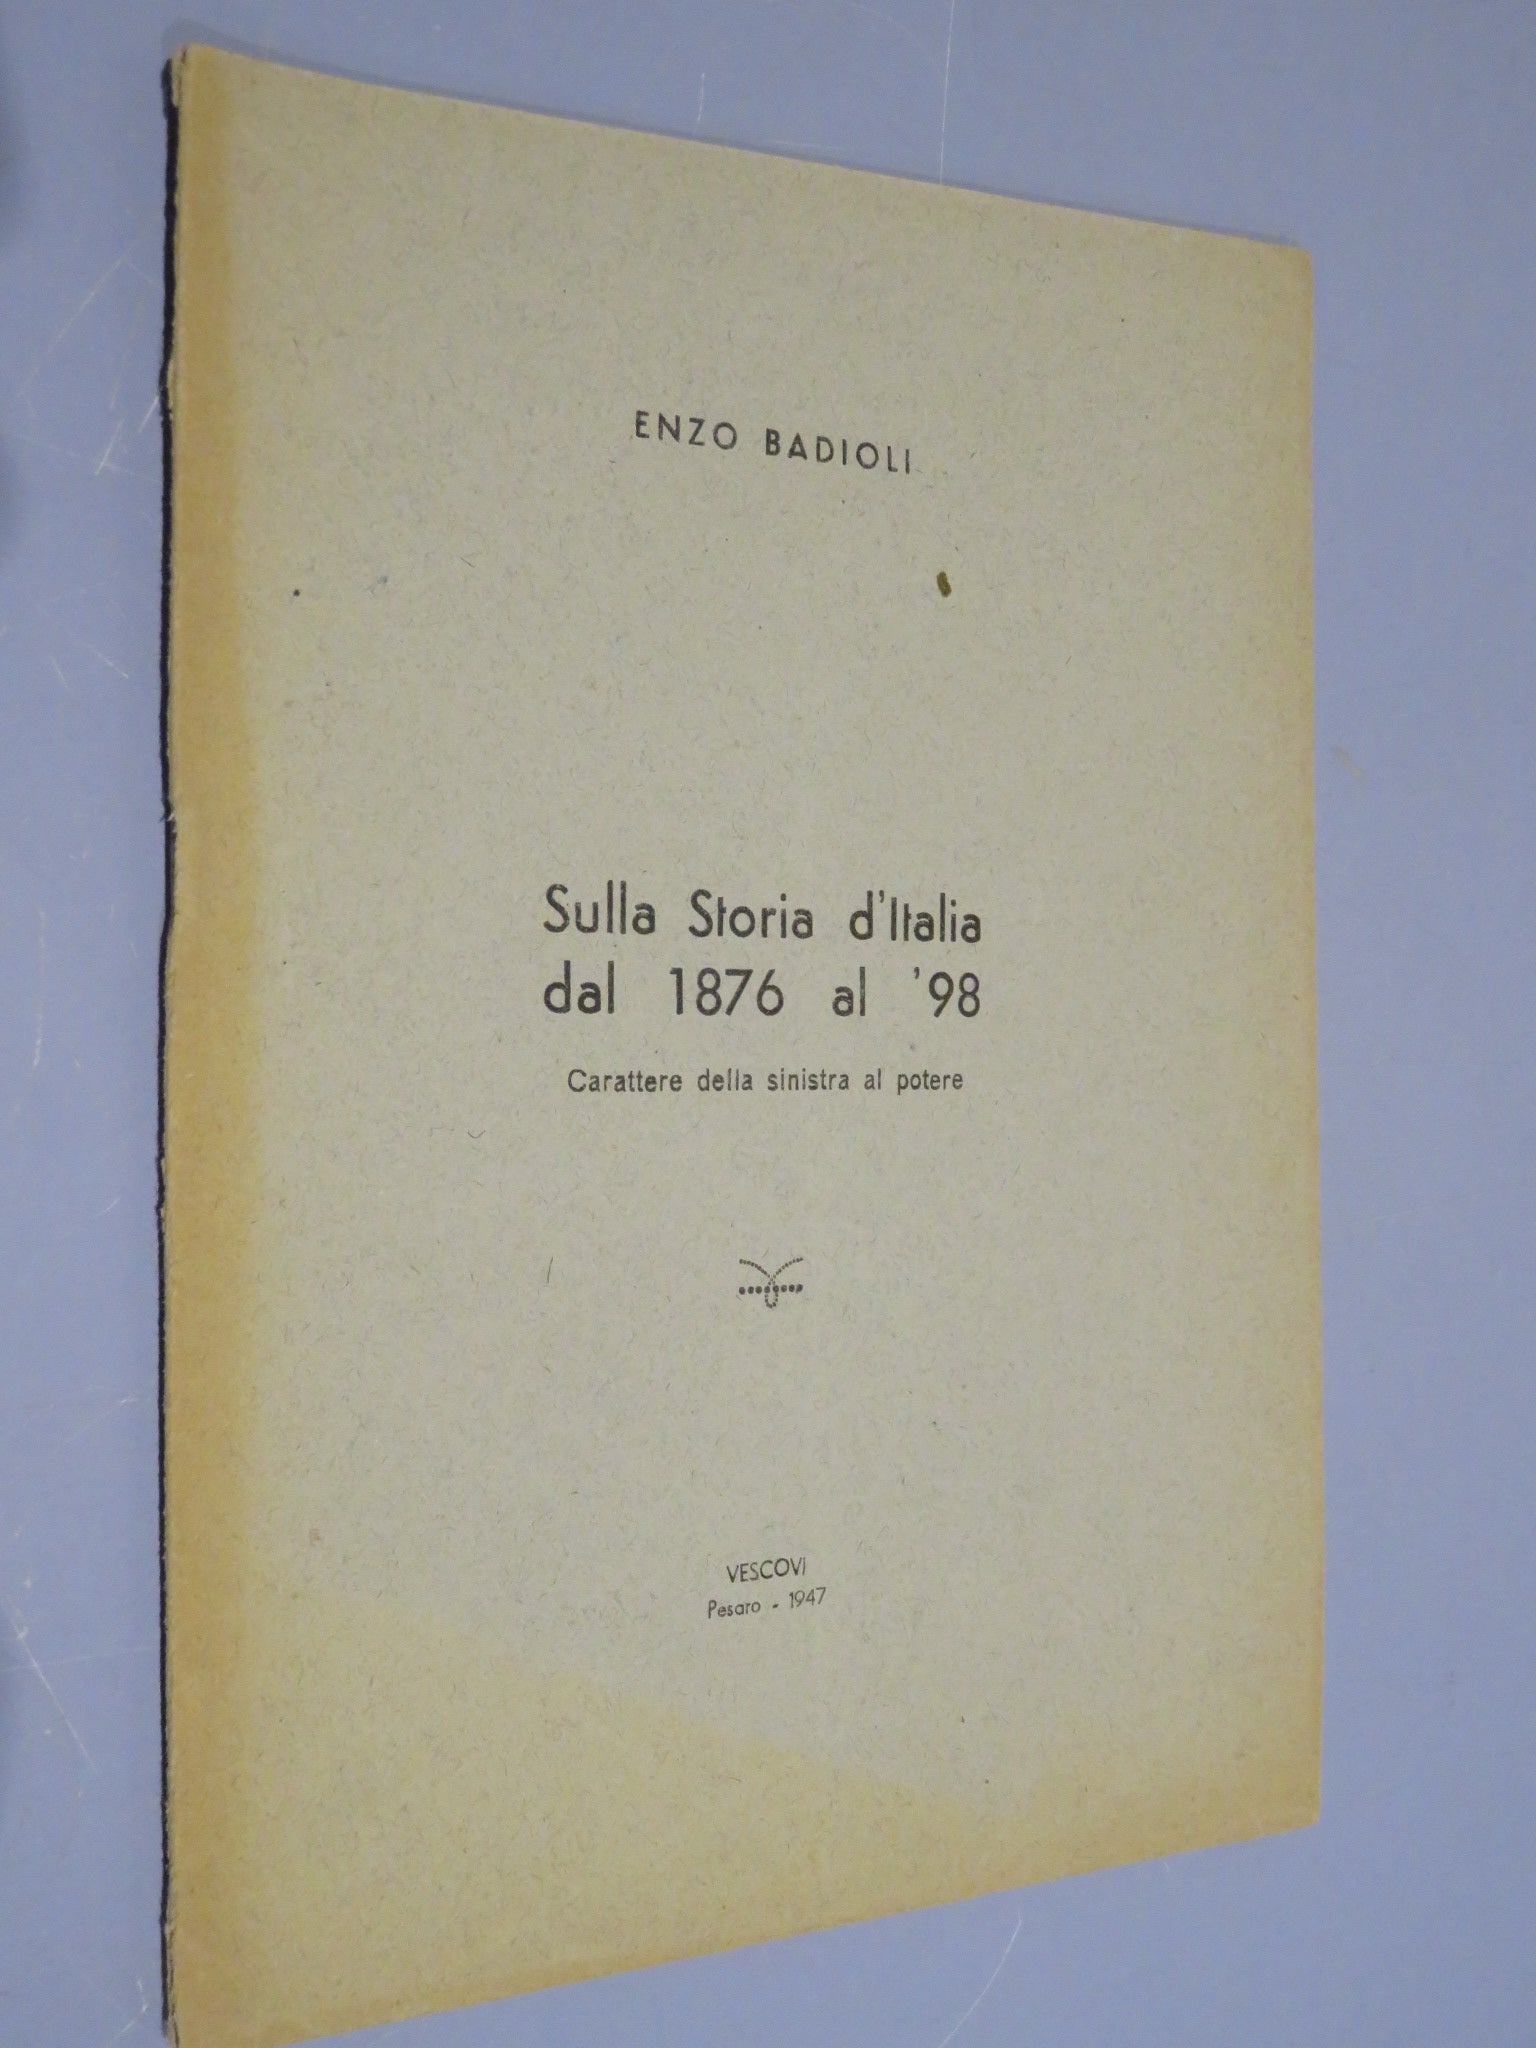 ENZO BADIOLI
Sulla Storia d'Italia
dal 1876 al '98
Carattere della sinistra al potere
VESCOVI
Pesaro - 1947